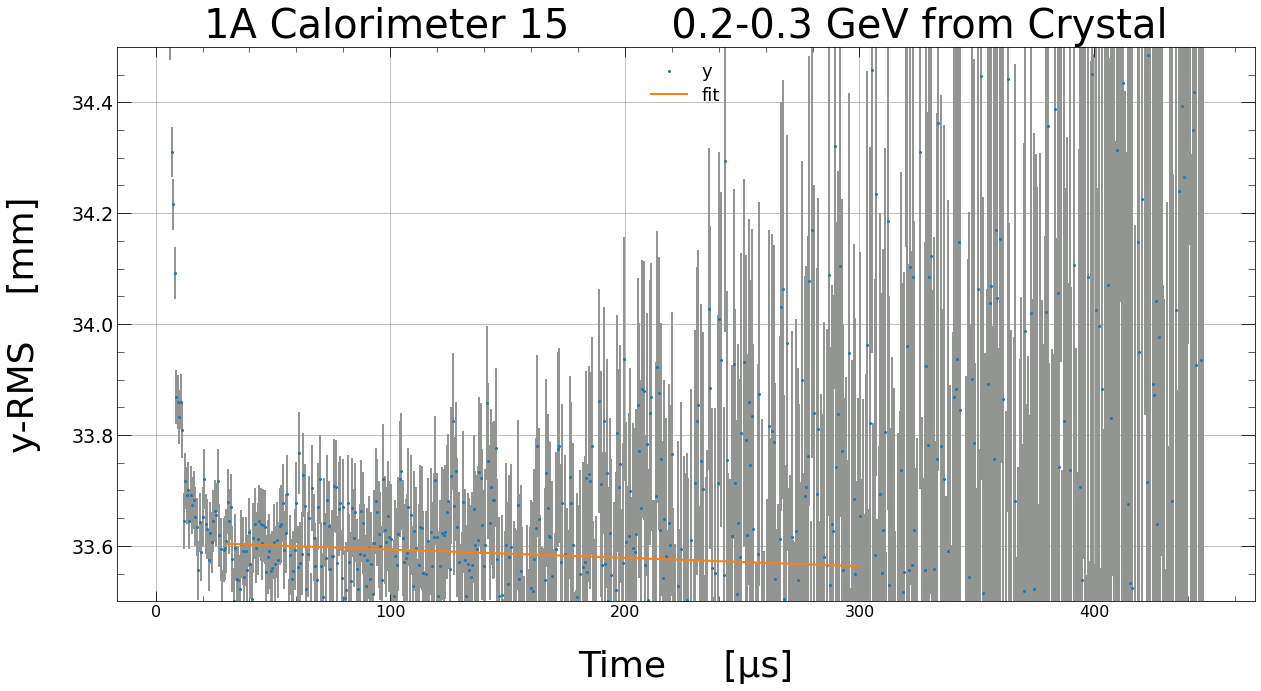 1A Calorimeter 15 0.2-0.3 GeV from Crystal
y
fit
y-RMS [mm]
34.4
34.2
34.0
33.8
33.6
0 100 200 300 400
Time [µs]